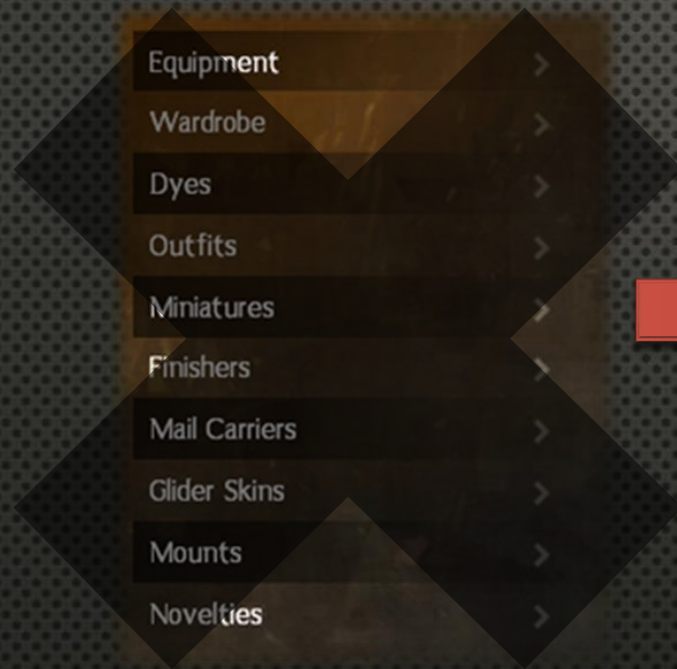 Equipment
Wardrobe
Dyes
Outfits
Miniatures
Finishers
Mail Carriers
Glider Skins
Mounts
Novelties